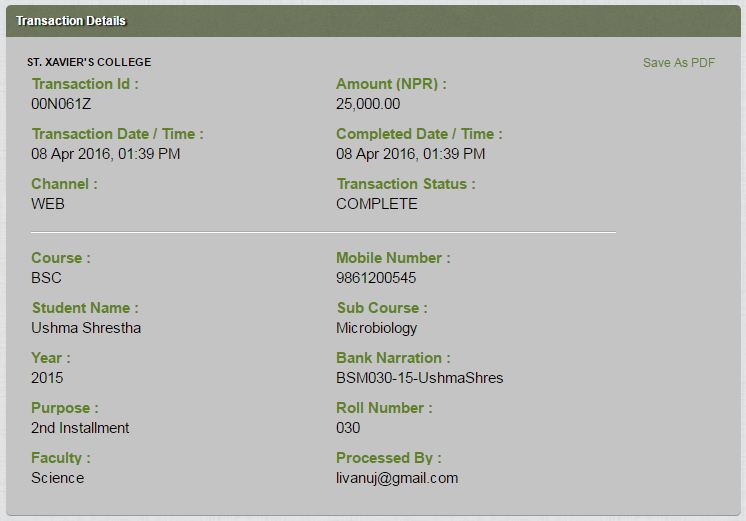 Transaction Details
ST. XAVIER'S COLLEGE Save As PDF
Transaction Id : Amount (NPR) :
00N061Z 25,000.00
Transaction Date / Time : Completed Date / Time :
08 Apr 2016, 01:39 PM 08 Apr 2016, 01:39 PM
Channel : Transaction Status :
WEB COMPLETE
Course : Mobile Number :
BSC 9861200545
Student Name : Sub Course :
Ushma Shrestha Microbiology
Year : Bank Narration :
2015 BSM030-15-UshmaShres
Purpose : Roll Number :
2nd Installment 030
Faculty : Processed By :
Science livanuj@gmail.com